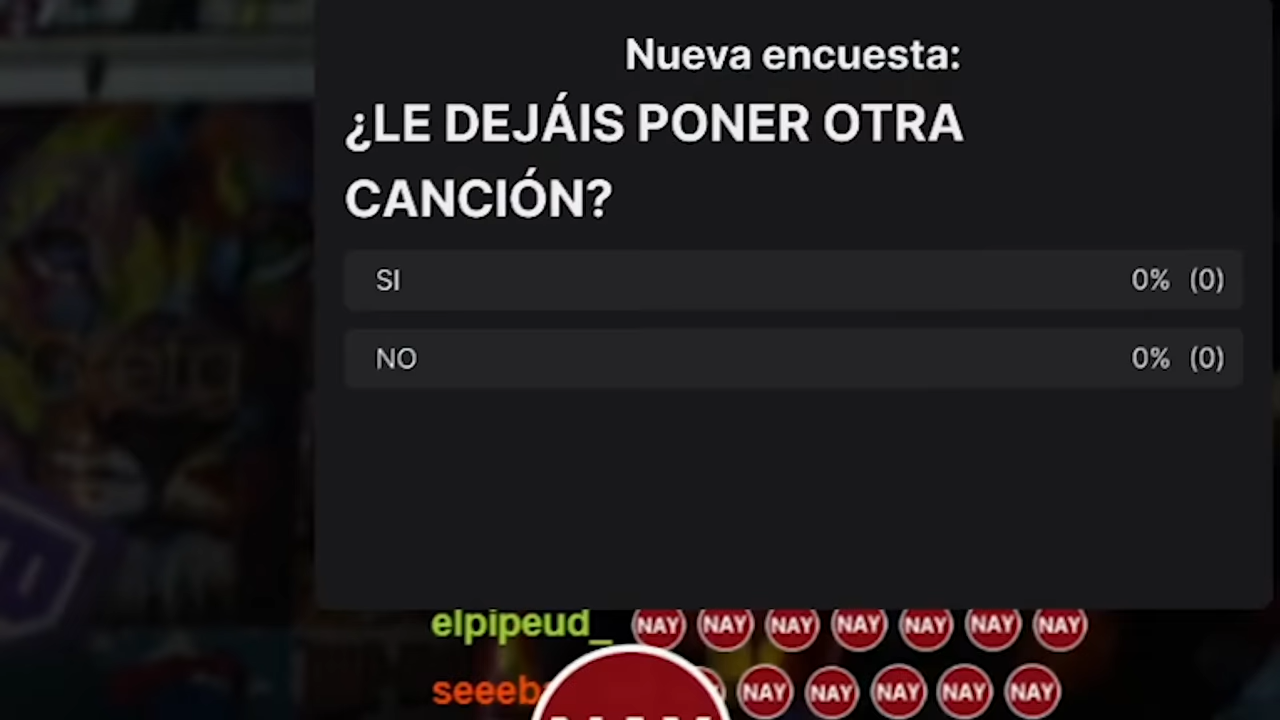 Nueva encuesta:
¿LE DEJÁIS PONER OTRA
CANCIÓN?
SI 0% (0)
NO 0% (0)
elpipeud_ NAY NAY NAY NAY NAY NAY NAY
NAY NAY NAY NAY NAY